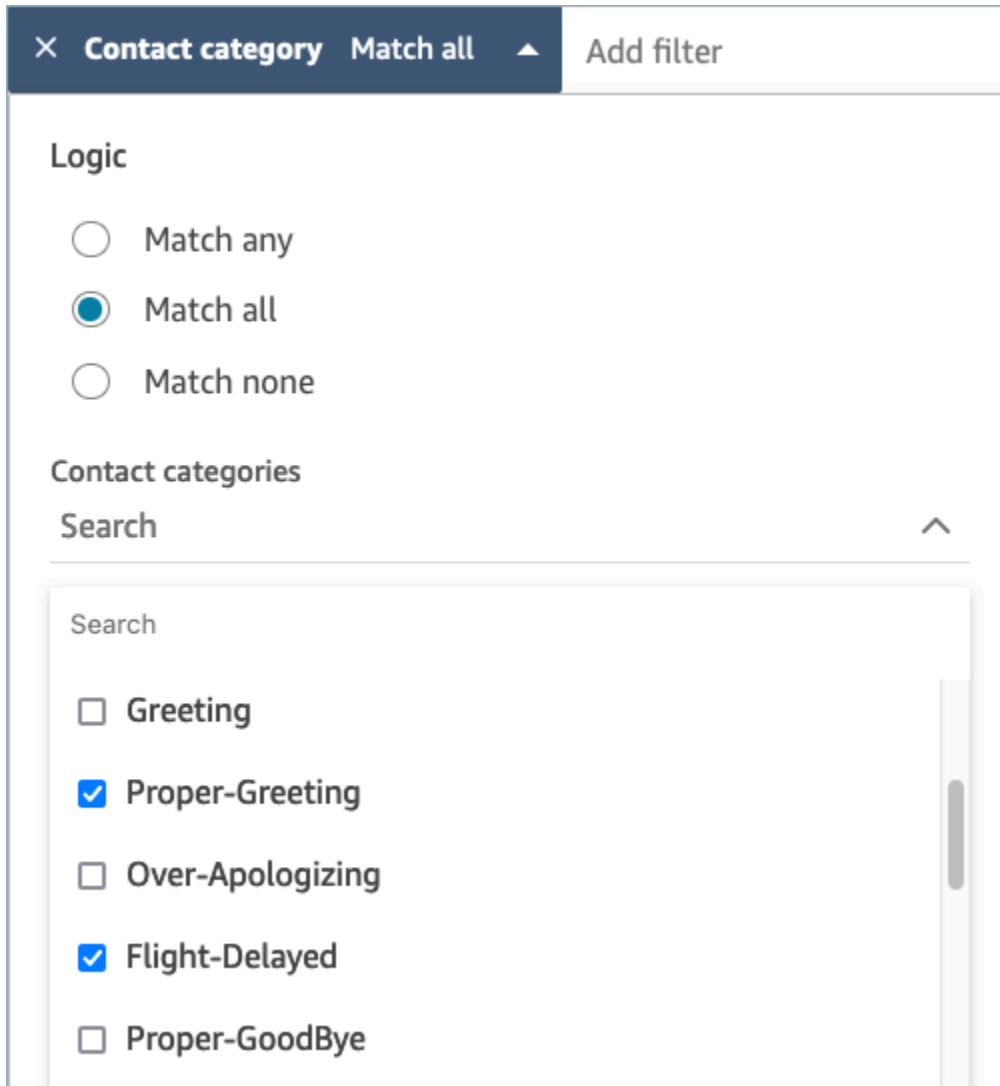 Contact category Match all Add filter
Logic
Match any
Match all
Match none
Contact categories
Search
Search
Greeting
Proper-Greeting
Over-Apologizing
Flight-Delayed
Proper-GoodBye